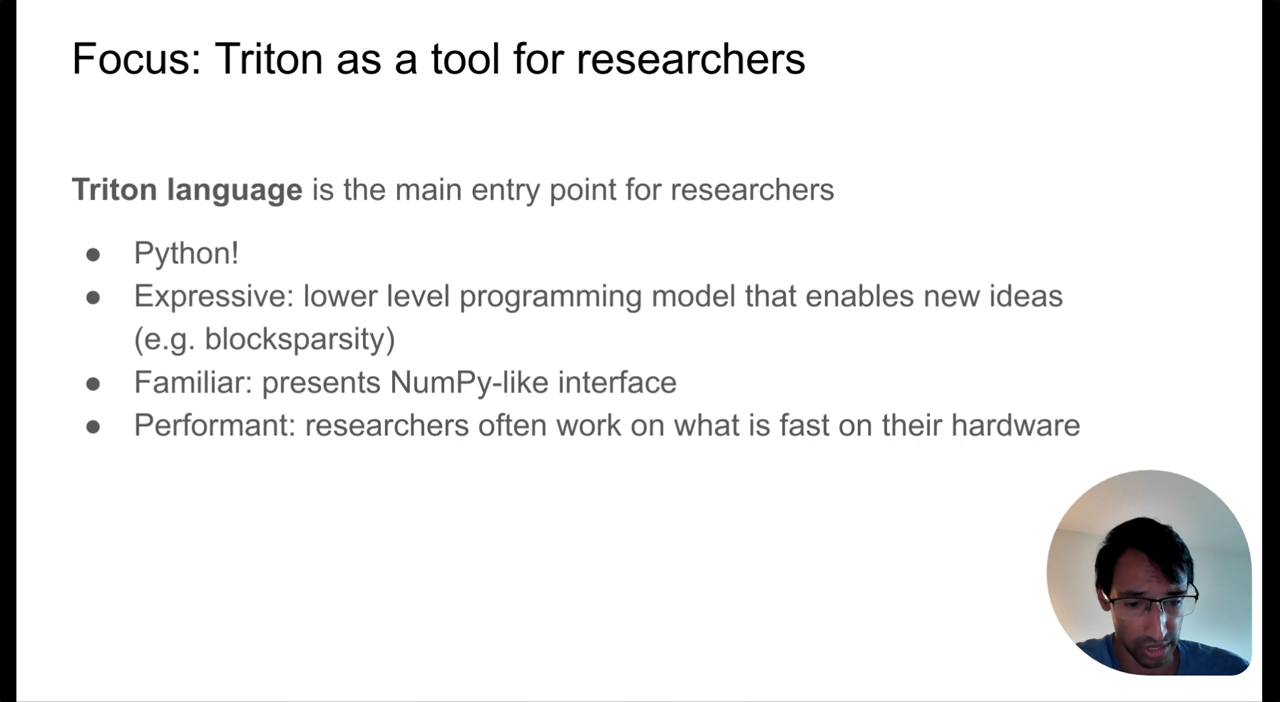 Focus: Triton as a tool for researchers
Triton language is the main entry point for researchers
● Python!
● Expressive: lower level programming model that enables new ideas
(e.g. blocksparsity)
● Familiar: presents NumPy-like interface
● Performant: researchers often work on what is fast on their hardware